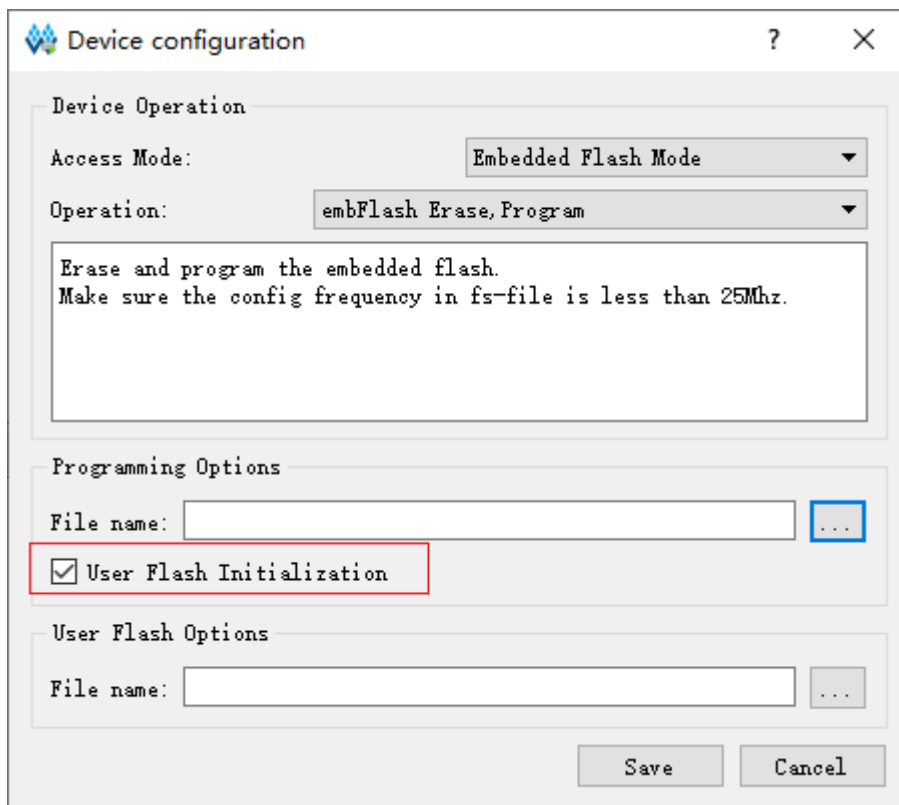 Device configuration
?
Device Operation
Access Mode:
Embedded Flash Mode
Operation:
embFlash Erase,Program
Erase and program the embedded flash.
Make sure the config frequency in fs-file is less than 25Mhz.
Programming Options
File name:
...
User Flash Initialization
User Flash Options
File name:
...
Save
Cancel